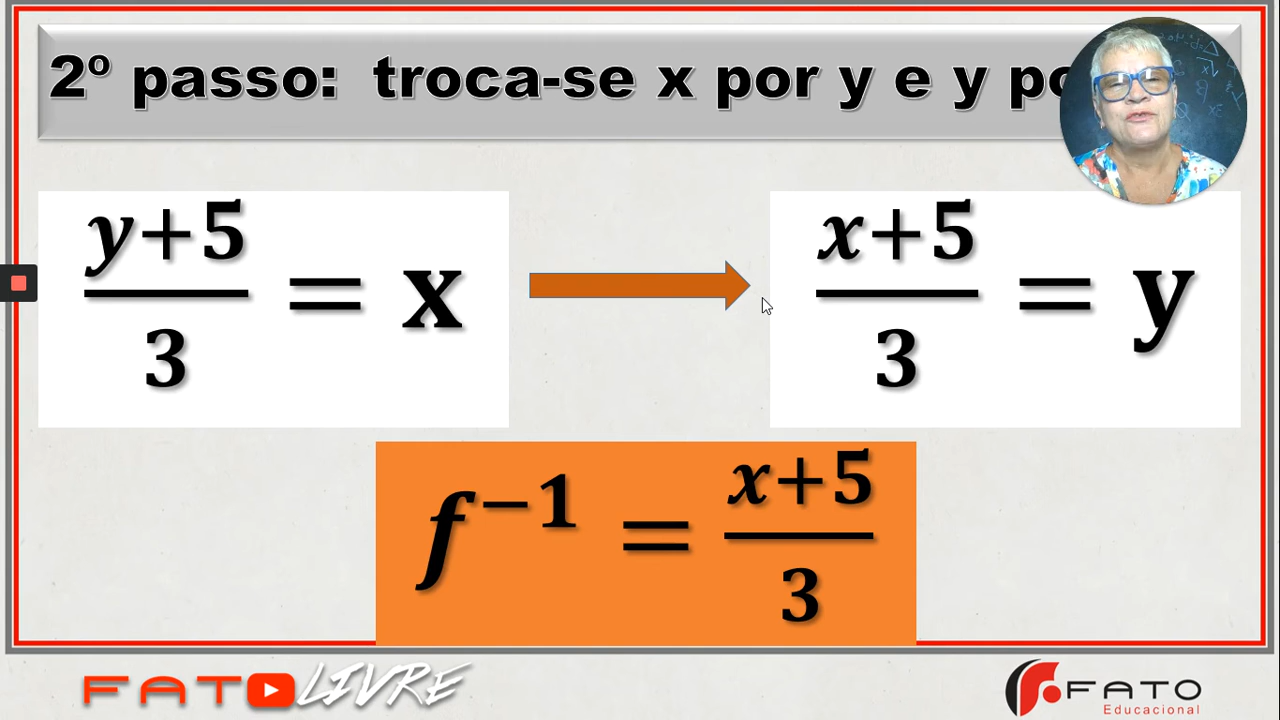 2º passo: troca-se x por y e y po
y+5
3
= x
x+5
3
= y
f⁻¹ =
x+5
3
FATO LIVRE
FATO
Educacional